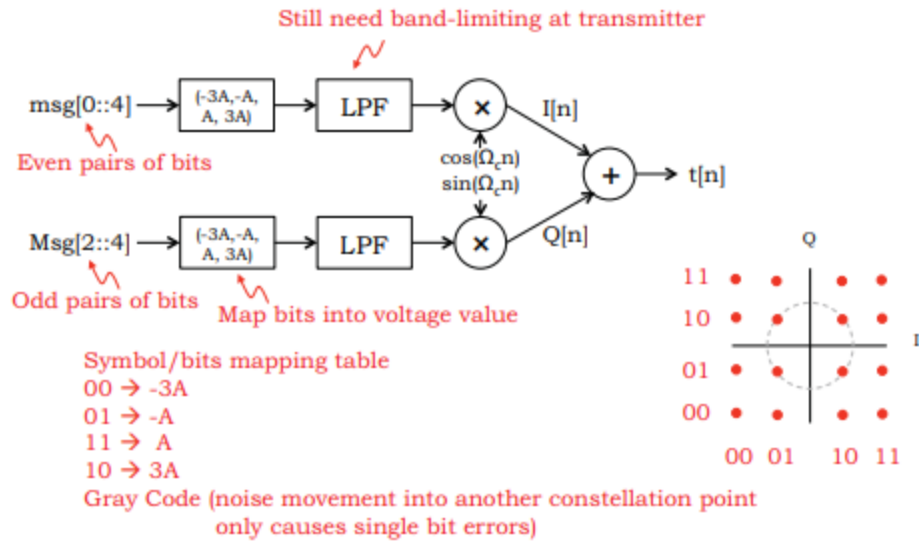 Still need band-limiting at transmitter
msg[0::4]
(-3A,-A,
A, 3A)
LPF
×
I[n]
Even pairs of bits
cos(Ωcn)
sin(Ωcn)
+
t[n]
Msg[2::4]
(-3A,-A,
A, 3A)
LPF
×
Q[n]
Odd pairs of bits
Map bits into voltage value
Q
11
10
I
01
00
00 01 10 11
Symbol/bits mapping table
00 → -3A
01 → -A
11 → A
10 → 3A
Gray Code (noise movement into another constellation point
only causes single bit errors)